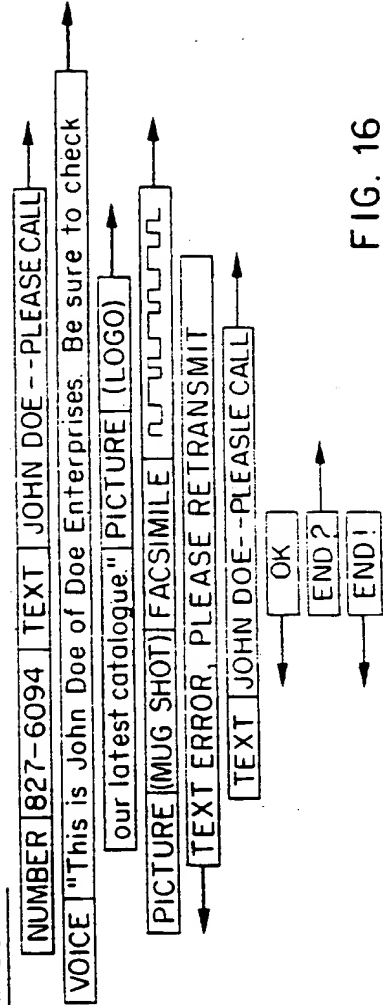 NUMBER 827-6094 TEXT JOHN DOE--PLEASE CALL
VOICE "This is John Doe of Doe Enterprises. Be sure to check
our latest catalogue." PICTURE (LOGO)
PICTURE (MUG SHOT) FACSIMILE
TEXT ERROR, PLEASE RETRANSMIT
TEXT JOHN DOE--PLEASLE CALL
OK
END?
END!
FIG. 16